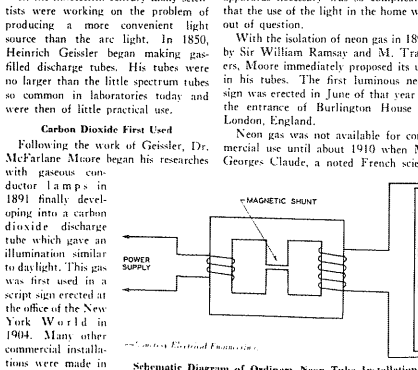 tists were working on the problem of
producing a more convenient light
source than the arc light. In 1850,
Heinrich Geissler began making gas-
filled discharge tubes. His tubes were
no larger than the little spectrum tubes
so common in laboratories today and
were then of little practical use.
Carbon Dioxide First Used
Following the work of Geissler, Dr.
McFarlane Moore began his researches
with gaseous con-
ductor lamps in
1891 finally devel-
oping into a carbon
dioxide discharge
tube which gave an
illumination similar
to daylight. This gas
was first used in a
script sign erected at
the office of the New
York World in
1904. Many other
commercial installa-
tions were made in
that the use of the light in the home w
out of question.
With the isolation of neon gas in 18
by Sir William Ramsay and M. Tra
ers, Moore immediately proposed its u
in his tubes. The first luminous ne
sign was erected in June of that year
the entrance of Burlington House
London, England.
Neon gas was not available for co
mercial use until about 1910 when M
Georges Claude, a noted French scie
MAGNETIC SHUNT
POWER
SUPPLY
Courtesy Electrical Engineering.
Schematic Diagram of Ordinary Neon Tube Installation